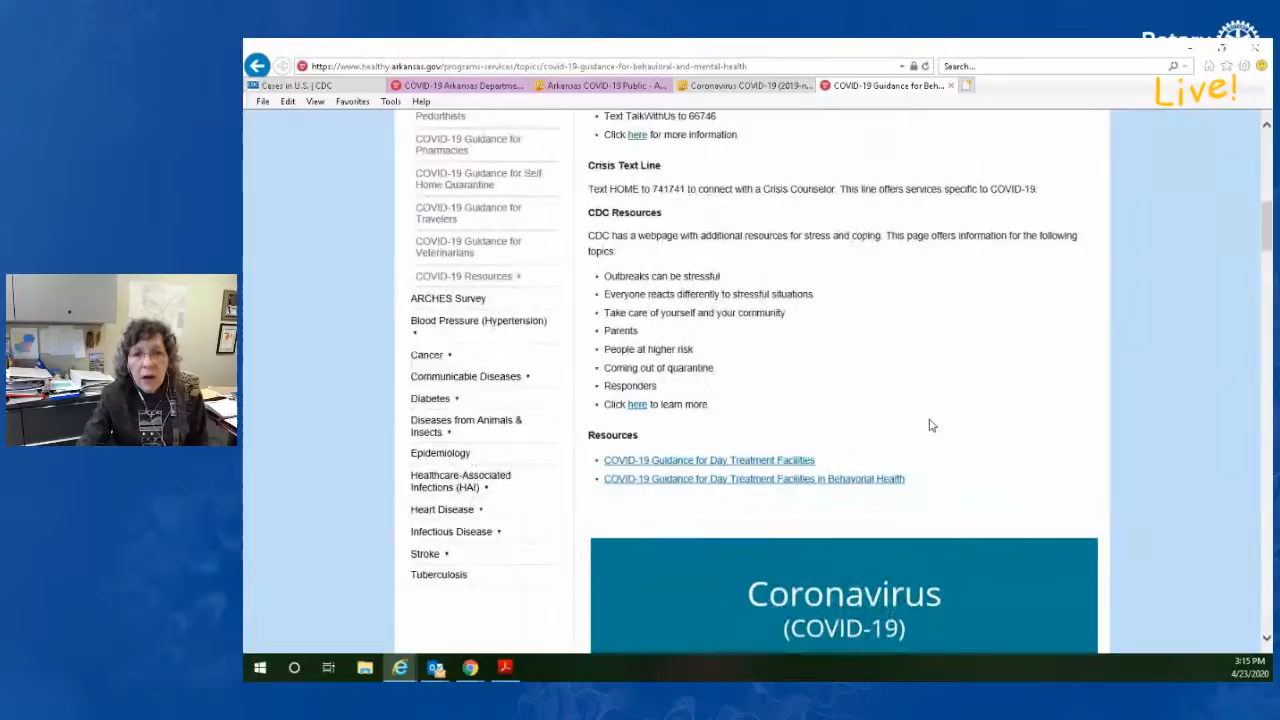 Rotary
Live!
https://www.healthy.arkansas.gov/programs-services/topics/covid-19-guidance-for-behavioral-and-mental-health
Search...
Cases in U.S. | CDC
COVID-19 Arkansas Departme...
Arkansas COVID-19 Public - A...
Coronavirus COVID-19 (2019-n...
COVID-19 Guidance for Beh...
File Edit View Favorites Tools Help
Pedorthists
COVID-19 Guidance for
Pharmacies
COVID-19 Guidance for Self
Home Quarantine
COVID-19 Guidance for
Travelers
COVID-19 Guidance for
Veterinarians
COVID-19 Resources
ARCHES Survey
Blood Pressure (Hypertension)
Cancer
Communicable Diseases
Diabetes
Diseases from Animals &
Insects
Epidemiology
Healthcare-Associated
Infections (HAI)
Heart Disease
Infectious Disease
Stroke
Tuberculosis
Text TalkWithUs to 66746
Click here for more information
Crisis Text Line
Text HOME to 741741 to connect with a Crisis Counselor. This line offers services specific to COVID-19.
CDC Resources
CDC has a webpage with additional resources for stress and coping. This page offers information for the following
topics:
Outbreaks can be stressful
Everyone reacts differently to stressful situations
Take care of yourself and your community
Parents
People at higher risk
Coming out of quarantine
Responders
Click here to learn more
Resources
COVID-19 Guidance for Day Treatment Facilities
COVID-19 Guidance for Day Treatment Facilities in Behavorial Health
Coronavirus
(COVID-19)
3:15 PM
4/23/2020